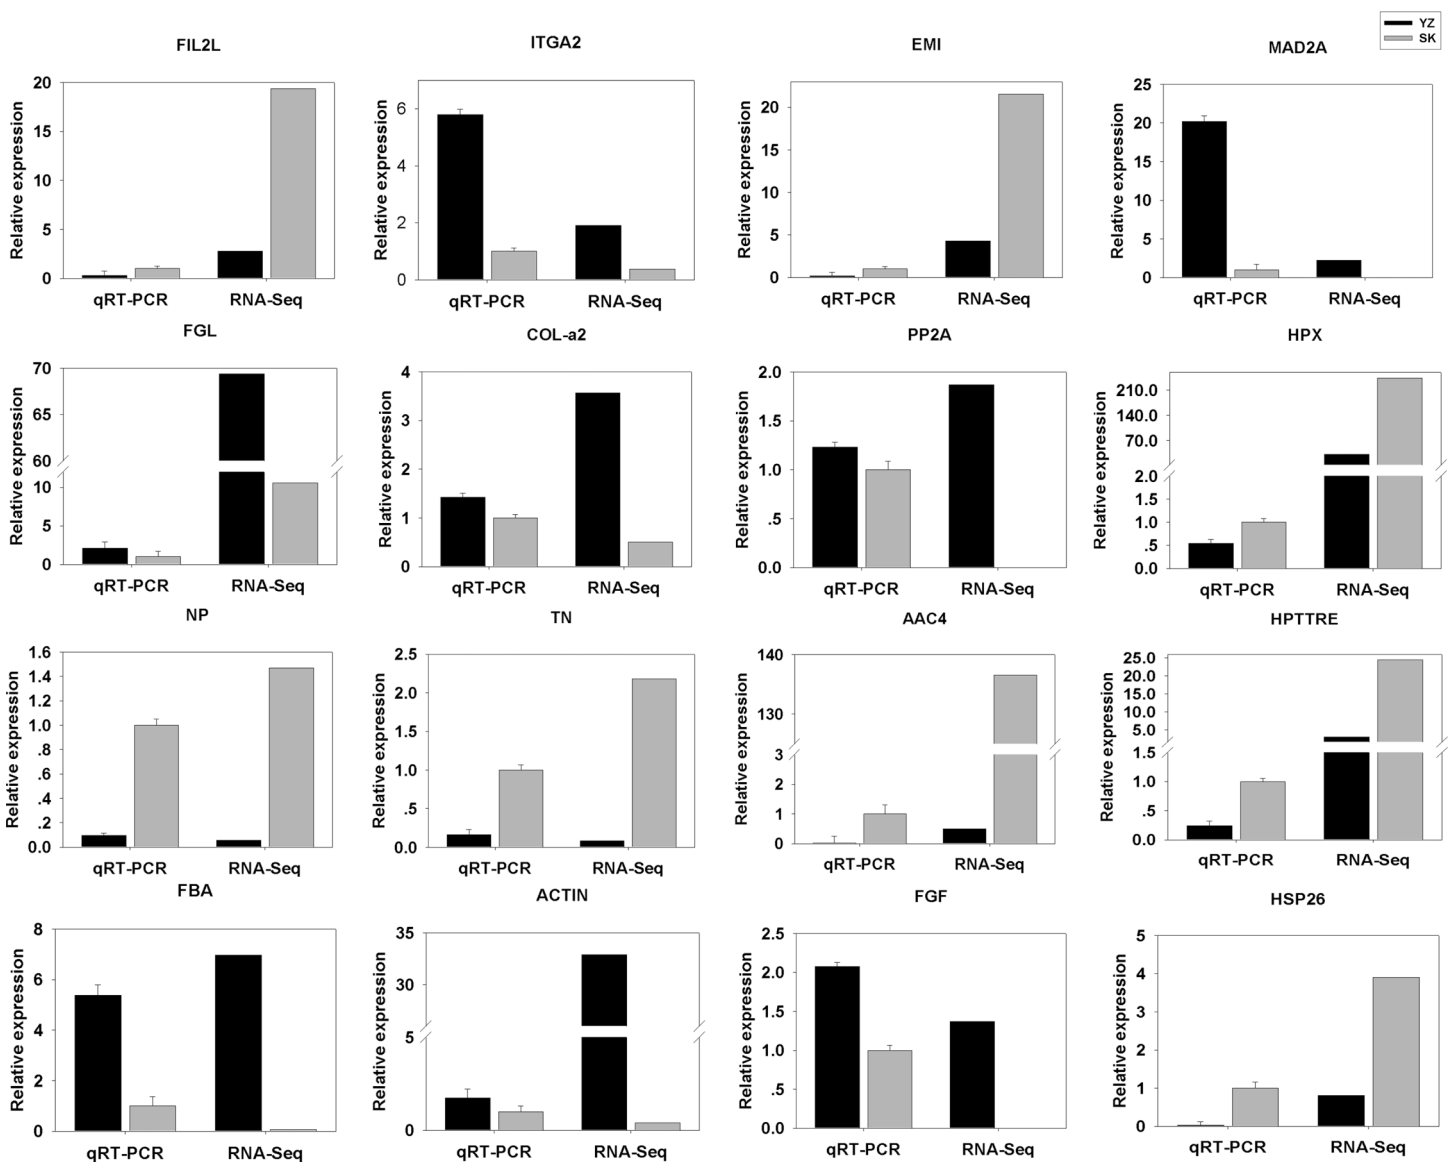 YZ
SK
FIL2L
ITGA2
EMI
MAD2A
Relative expression
20
15
10
5
0
qRT-PCR RNA-Seq
Relative expression
6
4
2
0
qRT-PCR RNA-Seq
Relative expression
20
15
10
5
0
qRT-PCR RNA-Seq
Relative expression
25
20
15
10
5
0
qRT-PCR RNA-Seq
FGL
COL-a2
PP2A
HPX
Relative expression
70
65
60
10
5
0
qRT-PCR RNA-Seq
Relative expression
4
3
2
1
0
qRT-PCR RNA-Seq
Relative expression
2.0
1.5
1.0
.5
0.0
qRT-PCR RNA-Seq
Relative expression
210.0
140.0
70.0
2.0
1.5
1.0
.5
0.0
qRT-PCR RNA-Seq
NP
TN
AAC4
HPTTRE
Relative expression
1.6
1.4
1.2
1.0
.8
.6
.4
.2
0.0
qRT-PCR RNA-Seq
Relative expression
2.5
2.0
1.5
1.0
.5
0.0
qRT-PCR RNA-Seq
Relative expression
140
130
3
2
1
0
qRT-PCR RNA-Seq
Relative expression
25.0
20.0
15.0
10.0
5.0
1.5
1.0
.5
0.0
qRT-PCR RNA-Seq
FBA
ACTIN
FGF
HSP26
Relative expression
8
6
4
2
0
qRT-PCR RNA-Seq
Relative expression
35
30
5
0
qRT-PCR RNA-Seq
Relative expression
2.5
2.0
1.5
1.0
.5
0.0
qRT-PCR RNA-Seq
Relative expression
5
4
3
2
1
0
qRT-PCR RNA-Seq